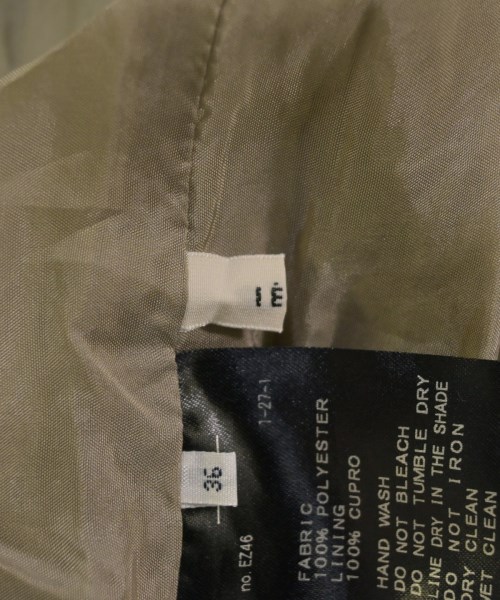 36
no. EZ46
1-27-1
FABRIC
100% POLYESTER
LINING
100% CUPRO
HAND WASH
DO NOT BLEACH
DO NOT TUMBLE DRY
LINE DRY IN THE SHADE
DO NOT IRON
DRY CLEAN
WET CLEAN